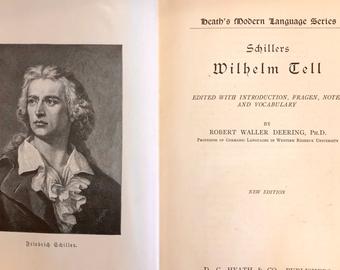 Friedrich Schiller.
Heath's Modern Language Series
Schillers
Wilhelm Tell
EDITED WITH INTRODUCTION, FRAGEN, NOTE
AND VOCABULARY
BY
ROBERT WALLER DEERING, PH.D.
PROFESSOR OF GERMANIC LANGUAGES IN WESTERN RESERVE UNIVERSITY
NEW EDITION
D. C. HEATH & CO., PUBLISHERS